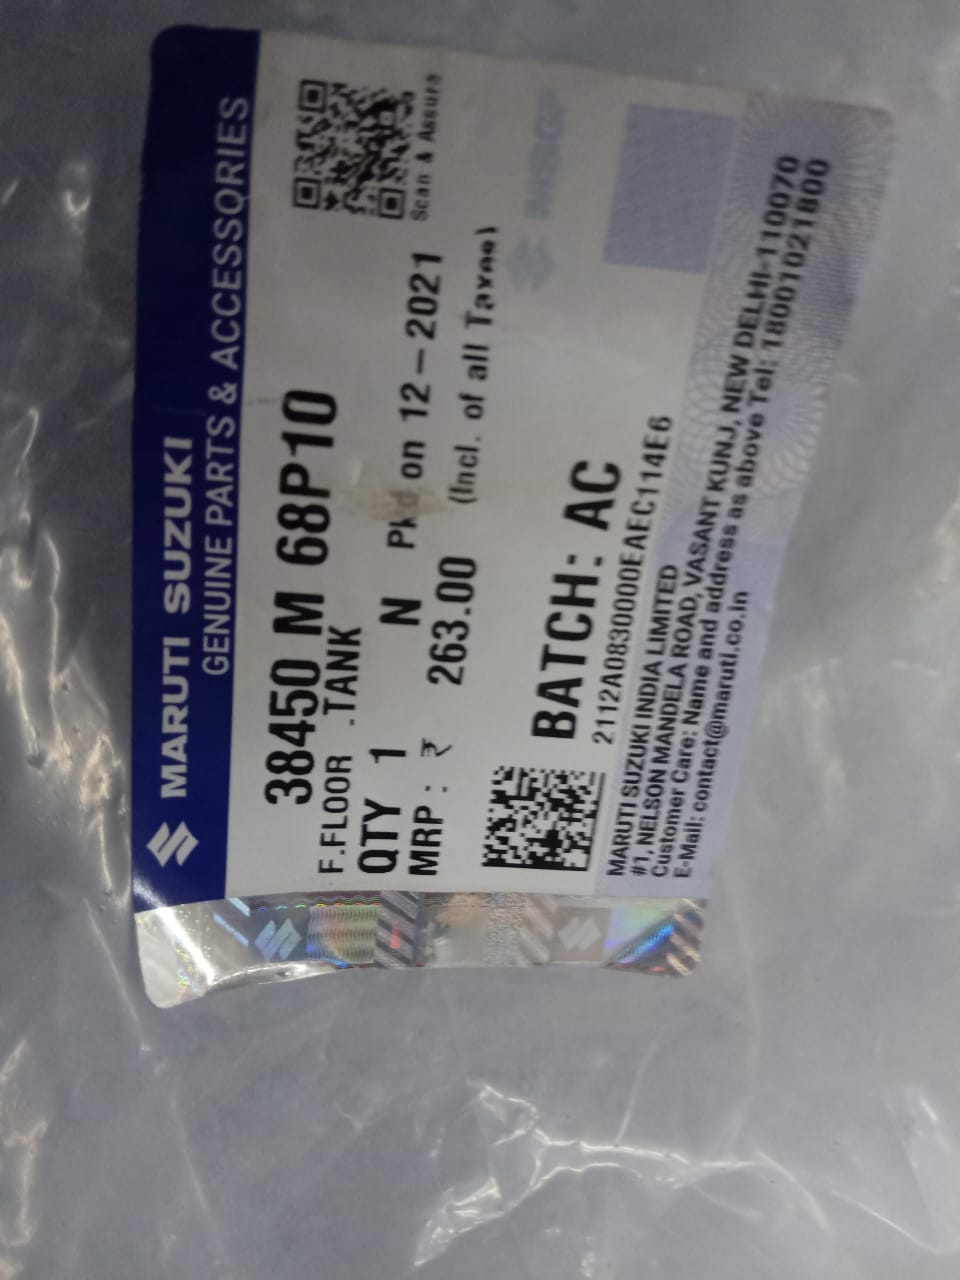 MARUTI SUZUKI
GENUINE PARTS & ACCESSORIES
38450 M 68P10
F.FLOOR .TANK
QTY 1 N Pkd on 12-2021
MRP : ₹ 263.00 (Incl. of all Taxes)
Scan & Assure
MSGP
BATCH: AC
2112A0830000EAEC114E6
MARUTI SUZUKI INDIA LIMITED
#1, NELSON MANDELA ROAD, VASANT KUNJ, NEW DELHI-110070
Customer Care: Name and address as above Tel: 18001021800
E-Mail: contact@maruti.co.in